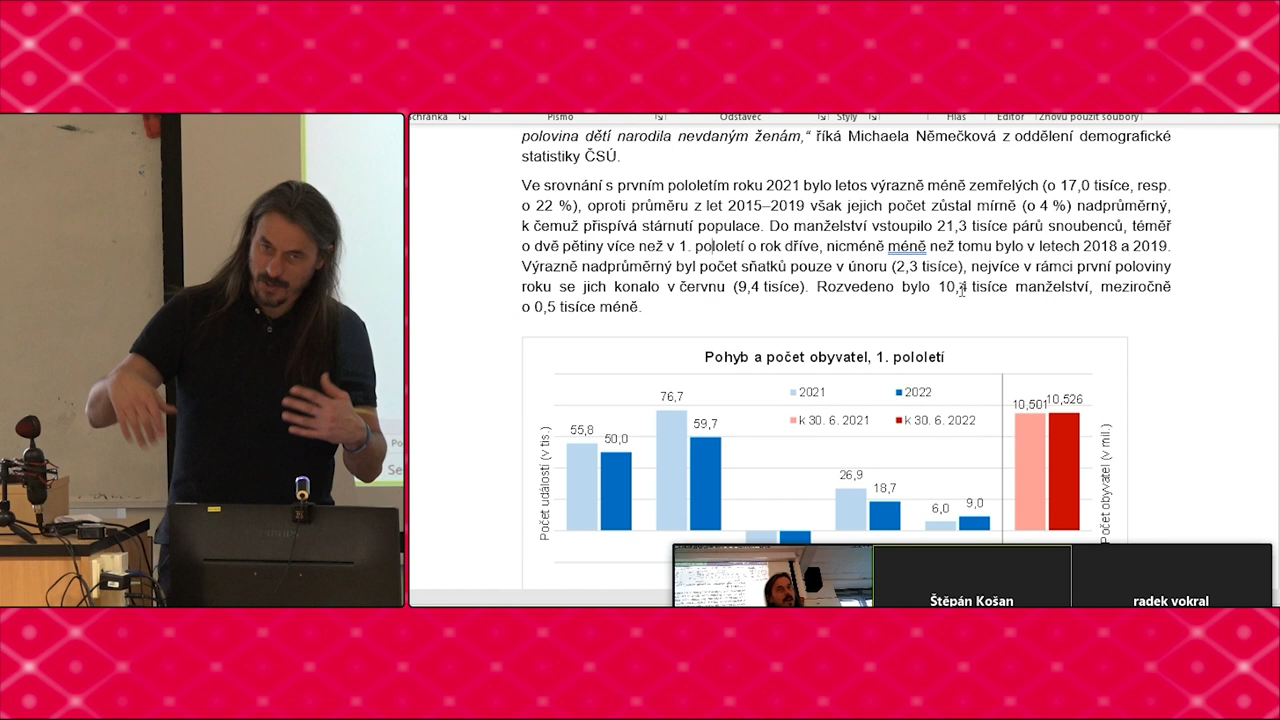 schránka Písmo Odstavec Styly Hlas Editor Znovu použít soubory
polovina dětí narodila nevdaným ženám,“ říká Michaela Němečková z oddělení demografické
statistiky ČSÚ.
Ve srovnání s prvním pololetím roku 2021 bylo letos výrazně méně zemřelých (o 17,0 tisíce, resp.
o 22 %), oproti průměru z let 2015–2019 však jejich počet zůstal mírně (o 4 %) nadprůměrný,
k čemuž přispívá stárnutí populace. Do manželství vstoupilo 21,3 tisíce párů snoubenců, téměř
o dvě pětiny více než v 1. pololetí o rok dříve, nicméně méně než tomu bylo v letech 2018 a 2019.
Výrazně nadprůměrný byl počet sňatků pouze v únoru (2,3 tisíce), nejvíce v rámci první poloviny
roku se jich konalo v červnu (9,4 tisíce). Rozvedeno bylo tisíce manželství, meziročně
o 0,5 tisíce méně.
Pohyb a počet obyvatel, 1. pololetí
2021 2022
k 30. 6. 2021 k 30. 6. 2022
Počet událostí (v tis.)
55,8 50,0 76,7 59,7 26,9 18,7 6,0 9,0 10,501 10,526
Počet obyvatel (v mil.)
Štěpán Košan radek vokral